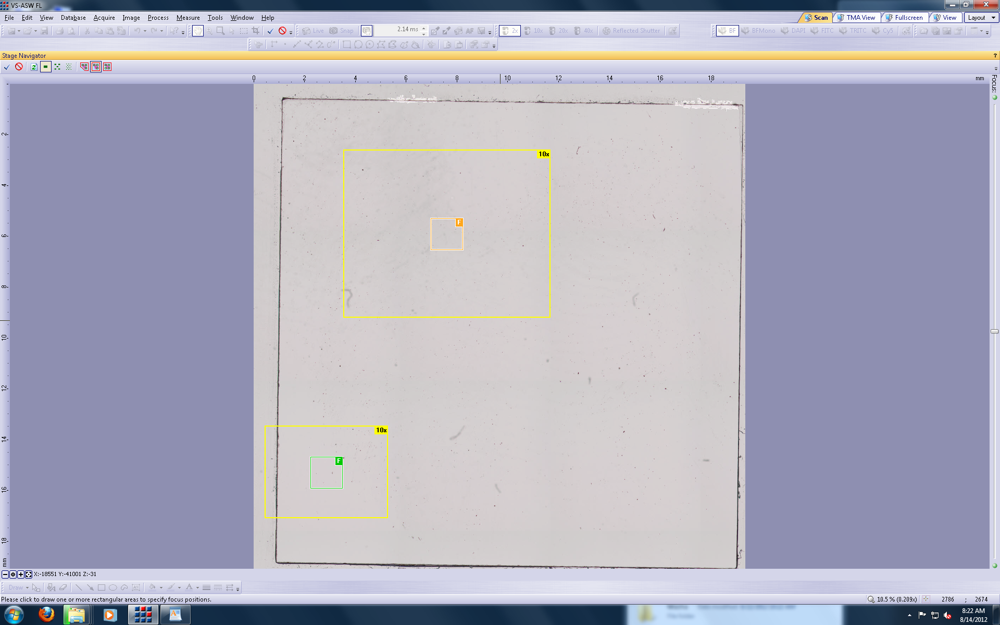 VS-ASW FL
File Edit View Database Acquire Image Process Measure Tools Window Help
Scan TMA View Fullscreen View Layout
Live Snap 2.14 ms AF 2x 10x 20x 40x Reflected Shutter BF BFMono DAPI FITC TRITC Cy5
Stage Navigator ?
0 2 4 6 8 10 12 14 16 18 mm
Focus:
2
4
6
8
10
12
14
16
18
mm
10x
F
10x
F
X:-18551 Y:-41001 Z:-31
Draw
Please click to draw one or more rectangular areas to specify focus positions.
10.5 % (0.209x) 2786 ; 2674
8:22 AM
8/14/2012